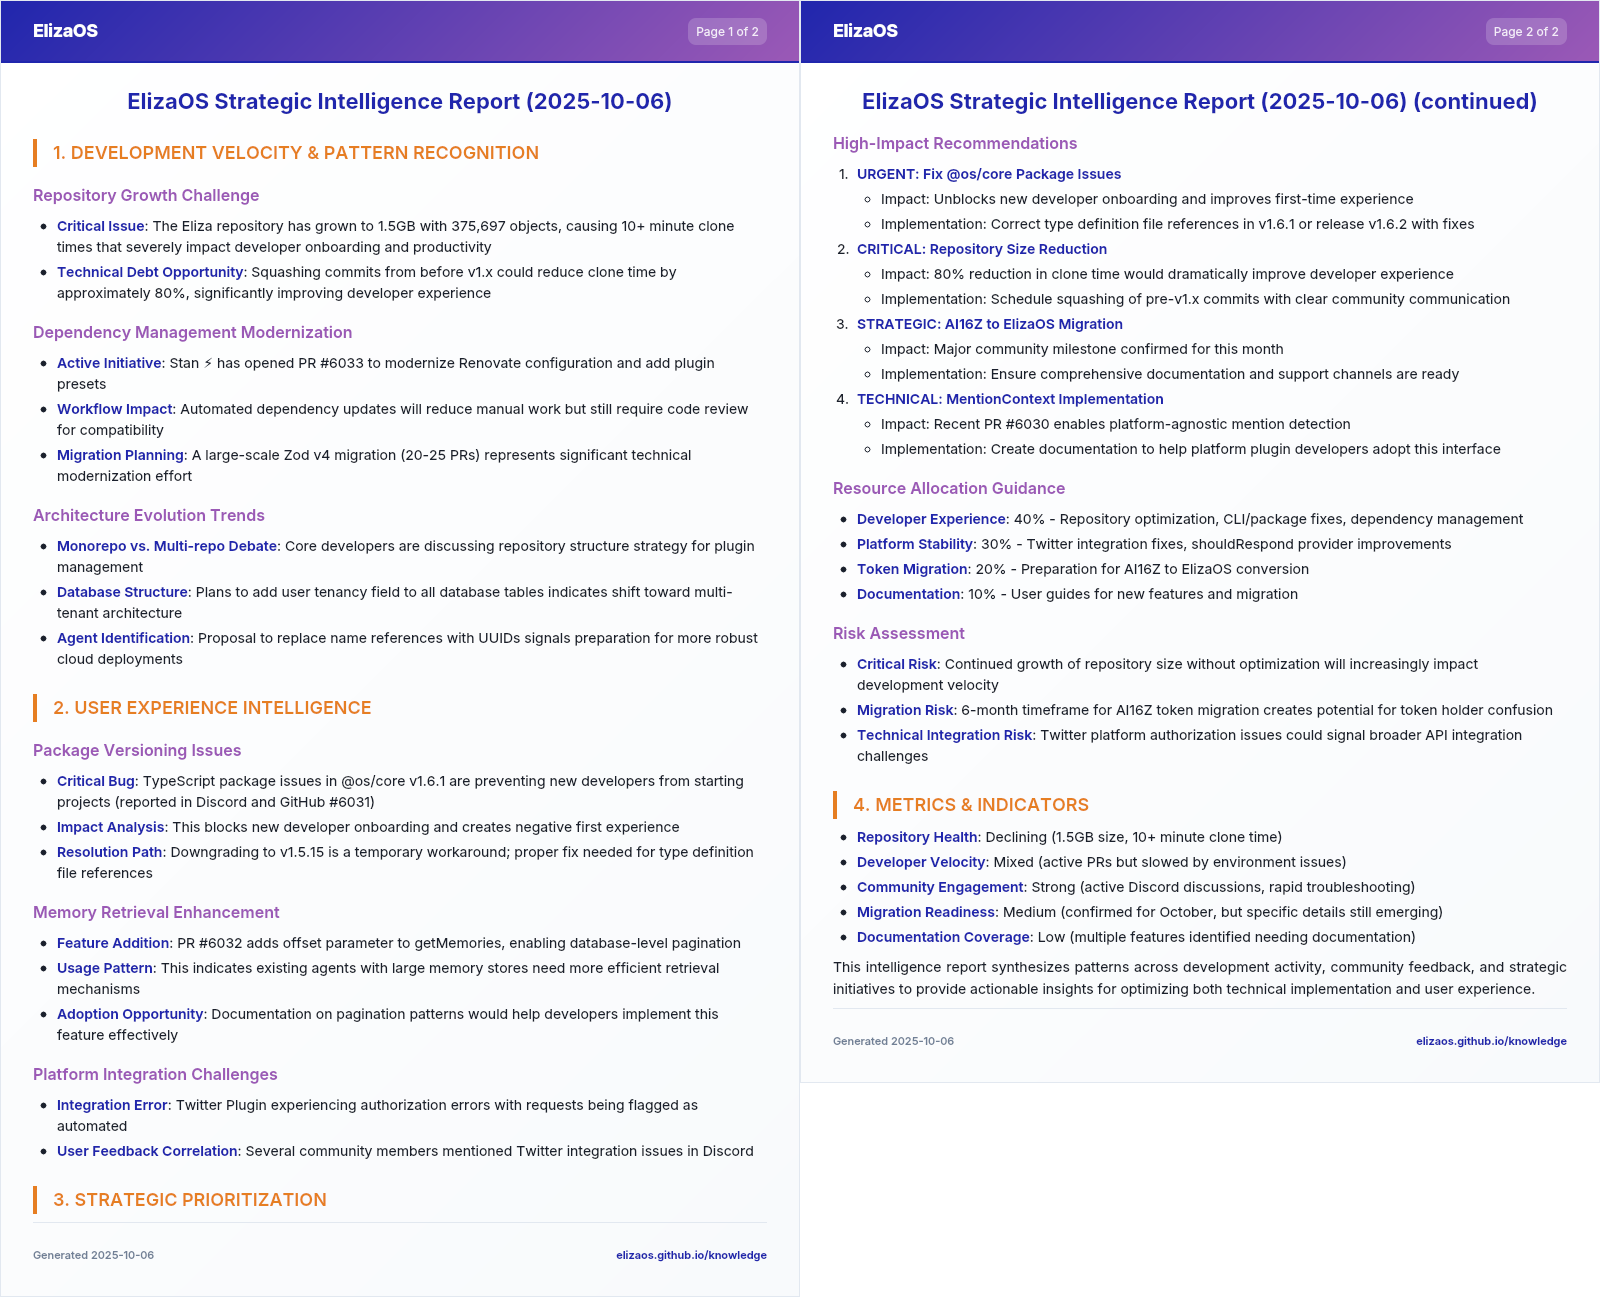 ElizaOS
Page 1 of 2
ElizaOS Strategic Intelligence Report (2025-10-06)
1. DEVELOPMENT VELOCITY & PATTERN RECOGNITION
Repository Growth Challenge
• Critical Issue: The Eliza repository has grown to 1.5GB with 375,697 objects, causing 10+ minute clone
times that severely impact developer onboarding and productivity
• Technical Debt Opportunity: Squashing commits from before v1.x could reduce clone time by
approximately 80%, significantly improving developer experience
Dependency Management Modernization
• Active Initiative: Stan ⚡ has opened PR #6033 to modernize Renovate configuration and add plugin
presets
• Workflow Impact: Automated dependency updates will reduce manual work but still require code review
for compatibility
• Migration Planning: A large-scale Zod v4 migration (20-25 PRs) represents significant technical
modernization effort
Architecture Evolution Trends
• Monorepo vs. Multi-repo Debate: Core developers are discussing repository structure strategy for plugin
management
• Database Structure: Plans to add user tenancy field to all database tables indicates shift toward multi-
tenant architecture
• Agent Identification: Proposal to replace name references with UUIDs signals preparation for more robust
cloud deployments
2. USER EXPERIENCE INTELLIGENCE
Package Versioning Issues
• Critical Bug: TypeScript package issues in @os/core v1.6.1 are preventing new developers from starting
projects (reported in Discord and GitHub #6031)
• Impact Analysis: This blocks new developer onboarding and creates negative first experience
• Resolution Path: Downgrading to v1.5.15 is a temporary workaround; proper fix needed for type definition
file references
Memory Retrieval Enhancement
• Feature Addition: PR #6032 adds offset parameter to getMemories, enabling database-level pagination
• Usage Pattern: This indicates existing agents with large memory stores need more efficient retrieval
mechanisms
• Adoption Opportunity: Documentation on pagination patterns would help developers implement this
feature effectively
Platform Integration Challenges
• Integration Error: Twitter Plugin experiencing authorization errors with requests being flagged as
automated
• User Feedback Correlation: Several community members mentioned Twitter integration issues in Discord
3. STRATEGIC PRIORITIZATION
Generated 2025-10-06
elizaos.github.io/knowledge
ElizaOS
Page 2 of 2
ElizaOS Strategic Intelligence Report (2025-10-06) (continued)
High-Impact Recommendations
1. URGENT: Fix @os/core Package Issues
◦ Impact: Unblocks new developer onboarding and improves first-time experience
◦ Implementation: Correct type definition file references in v1.6.1 or release v1.6.2 with fixes
2. CRITICAL: Repository Size Reduction
◦ Impact: 80% reduction in clone time would dramatically improve developer experience
◦ Implementation: Schedule squashing of pre-v1.x commits with clear community communication
3. STRATEGIC: AI16Z to ElizaOS Migration
◦ Impact: Major community milestone confirmed for this month
◦ Implementation: Ensure comprehensive documentation and support channels are ready
4. TECHNICAL: MentionContext Implementation
◦ Impact: Recent PR #6030 enables platform-agnostic mention detection
◦ Implementation: Create documentation to help platform plugin developers adopt this interface
Resource Allocation Guidance
• Developer Experience: 40% - Repository optimization, CLI/package fixes, dependency management
• Platform Stability: 30% - Twitter integration fixes, shouldRespond provider improvements
• Token Migration: 20% - Preparation for AI16Z to ElizaOS conversion
• Documentation: 10% - User guides for new features and migration
Risk Assessment
• Critical Risk: Continued growth of repository size without optimization will increasingly impact
development velocity
• Migration Risk: 6-month timeframe for AI16Z token migration creates potential for token holder confusion
• Technical Integration Risk: Twitter platform authorization issues could signal broader API integration
challenges
4. METRICS & INDICATORS
• Repository Health: Declining (1.5GB size, 10+ minute clone time)
• Developer Velocity: Mixed (active PRs but slowed by environment issues)
• Community Engagement: Strong (active Discord discussions, rapid troubleshooting)
• Migration Readiness: Medium (confirmed for October, but specific details still emerging)
• Documentation Coverage: Low (multiple features identified needing documentation)
This intelligence report synthesizes patterns across development activity, community feedback, and strategic
initiatives to provide actionable insights for optimizing both technical implementation and user experience.
Generated 2025-10-06
elizaos.github.io/knowledge